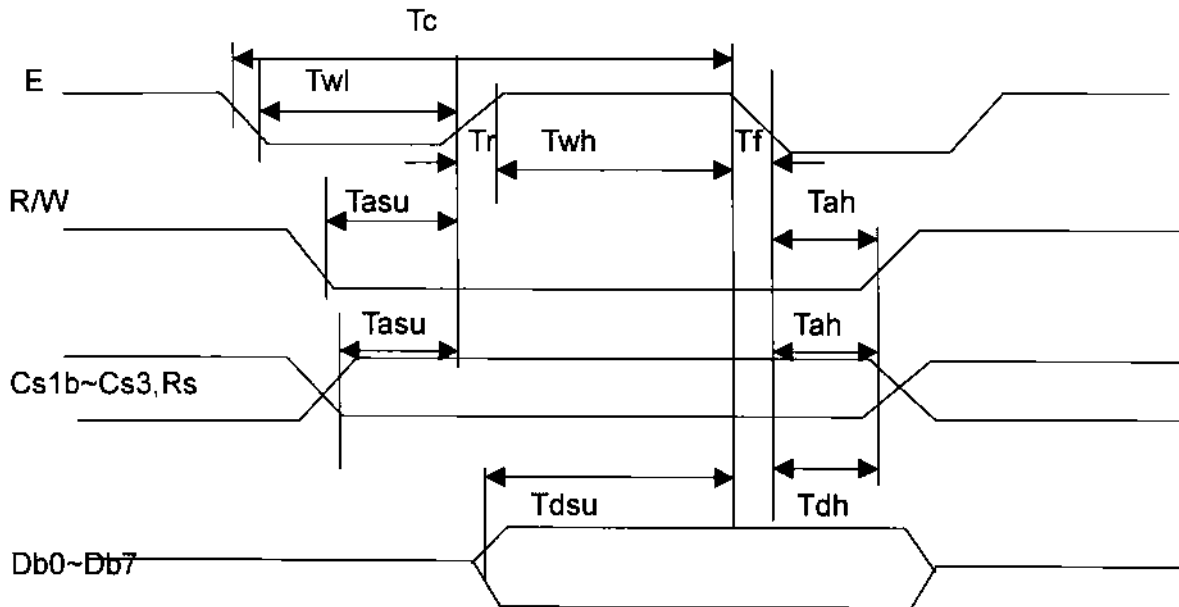 Tc
E
Twl
Tr
Twh
Tf
R/W
Tasu
Tah
Tasu
Tah
Cs1b~Cs3,Rs
Tdsu
Tdh
Db0~Db7